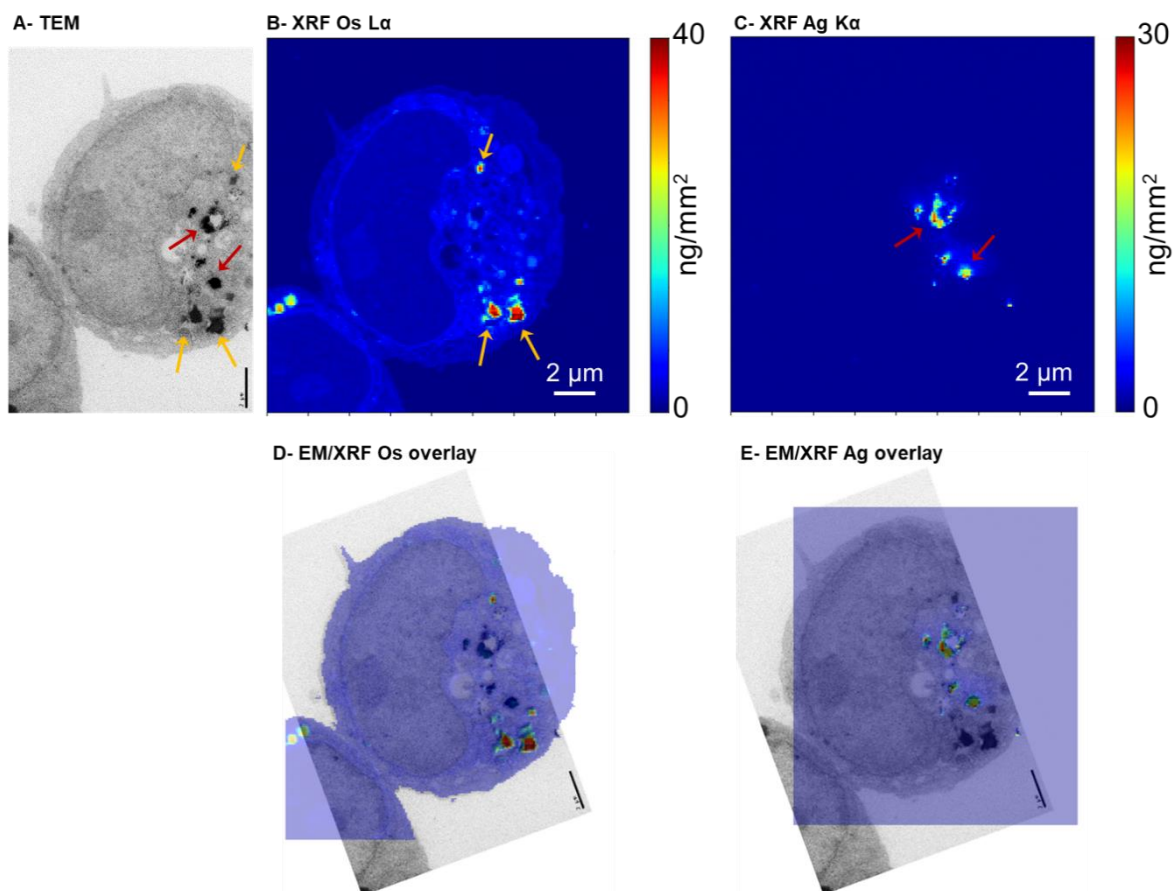 A- TEM
B- XRF Os Lα
C- XRF Ag Kα
40
ng/mm²
0
30
ng/mm²
0
2 μm
2 μm
D- EM/XRF Os overlay
E- EM/XRF Ag overlay